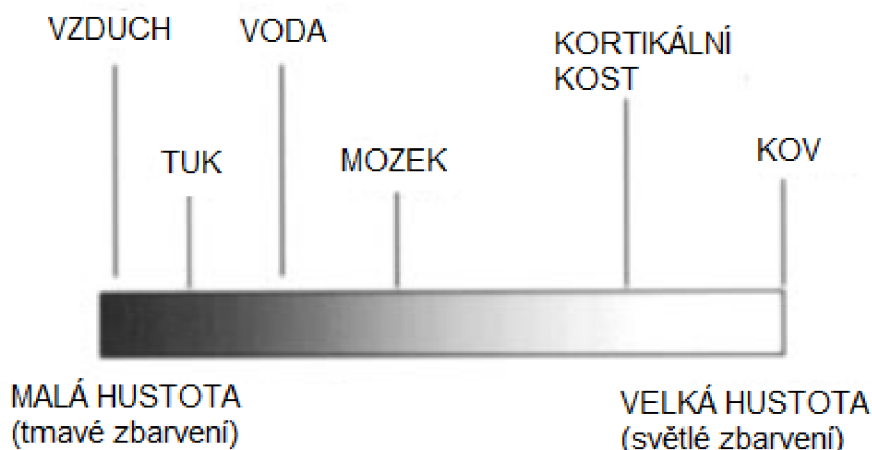 VZDUCH
VODA
KORTIKÁLNÍ
KOST
TUK
MOZEK
KOV
MALÁ HUSTOTA
(tmavé zbarvení)
VELKÁ HUSTOTA
(světlé zbarvení)